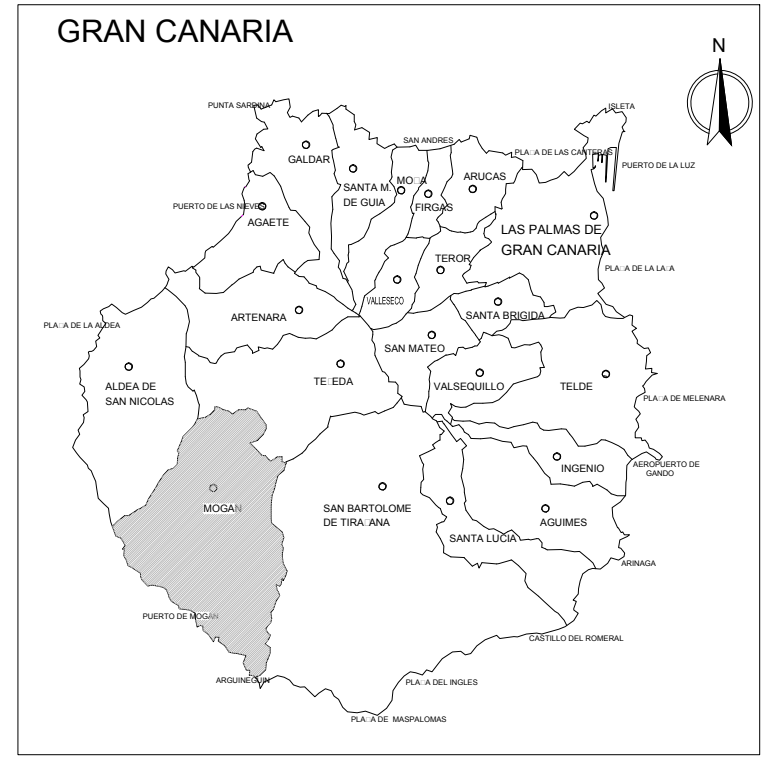 GRAN CANARIA
N
PUNTA SARDINA
ISLETA
SAN ANDRES
PLA□A DE LAS CANTERAS
GALDAR
PUERTO DE LA LUZ
SANTA M.
DE GUIA
MO□A
ARUCAS
FIRGAS
PUERTO DE LAS NIEVES
AGAETE
LAS PALMAS DE
GRAN CANARIA
TEROR
PLA□A DE LA LA□A
VALLESECO
ARTENARA
SANTA BRIGIDA
PLA□A DE LA ALDEA
SAN MATEO
ALDEA DE
SAN NICOLAS
TE□EDA
VALSEQUILLO
TELDE
PLA□A DE MELENARA
INGENIO
AEROPUERTO DE
GANDO
MOGAN
SAN BARTOLOME
DE TIRA□ANA
AGUIMES
SANTA LUCIA
ARINAGA
PUERTO DE MOGAN
CASTILLO DEL ROMERAL
ARGUINEGUIN
PLA□A DEL INGLES
PLA□A DE MASPALOMAS